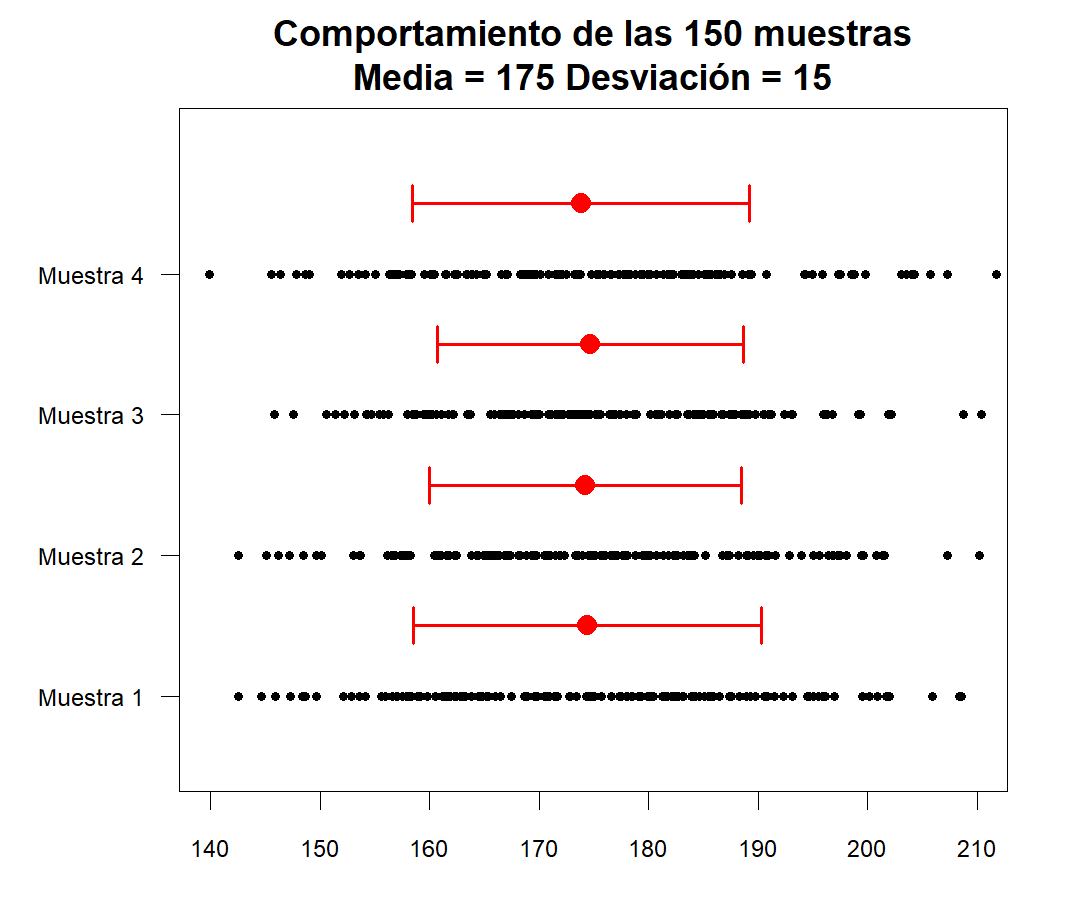 Comportamiento de las 150 muestras
Media = 175 Desviación = 15
Muestra 4
Muestra 3
Muestra 2
Muestra 1
140 150 160 170 180 190 200 210